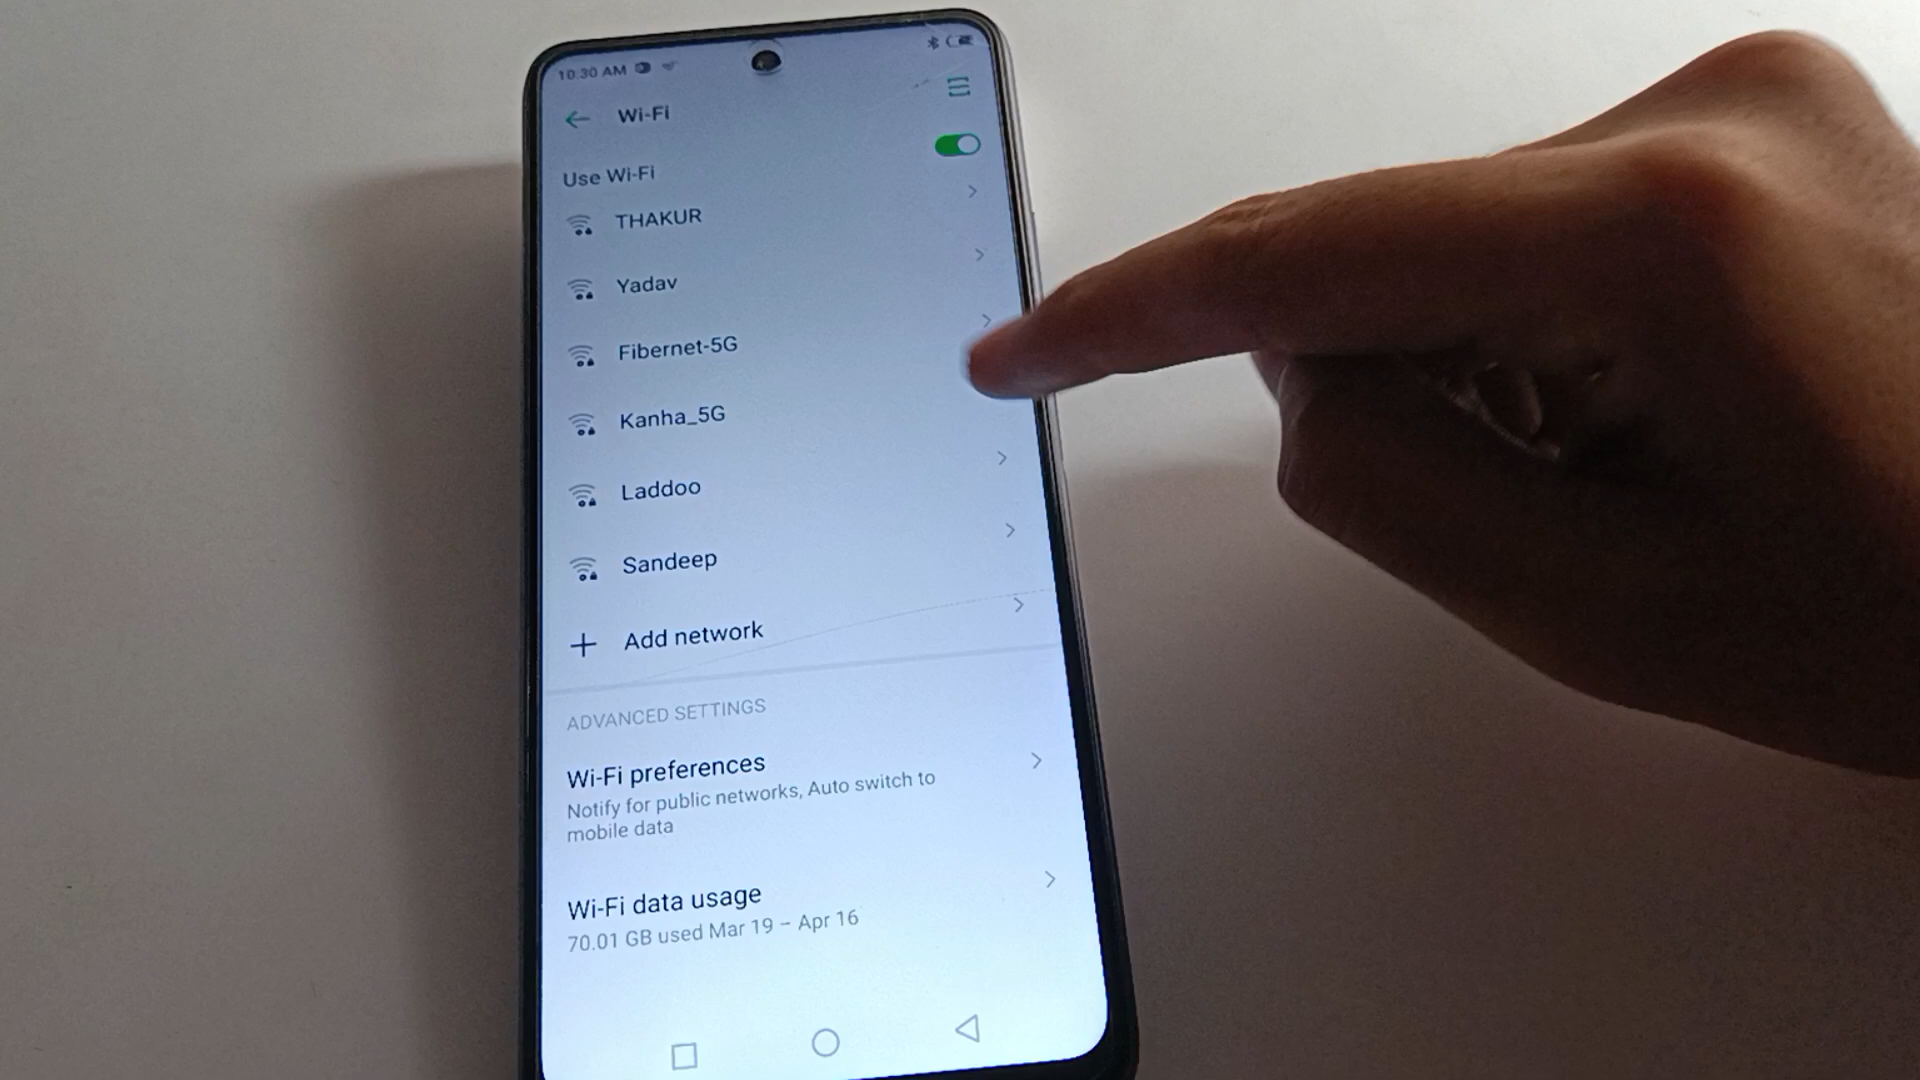 10:30 AM
Wi-Fi
Use Wi-Fi
THAKUR
Yadav
Fibernet-5G
Kanha_5G
Laddoo
Sandeep
Add network
ADVANCED SETTINGS
Wi-Fi preferences
Notify for public networks, Auto switch to
mobile data
Wi-Fi data usage
70.01 GB used Mar 19 – Apr 16